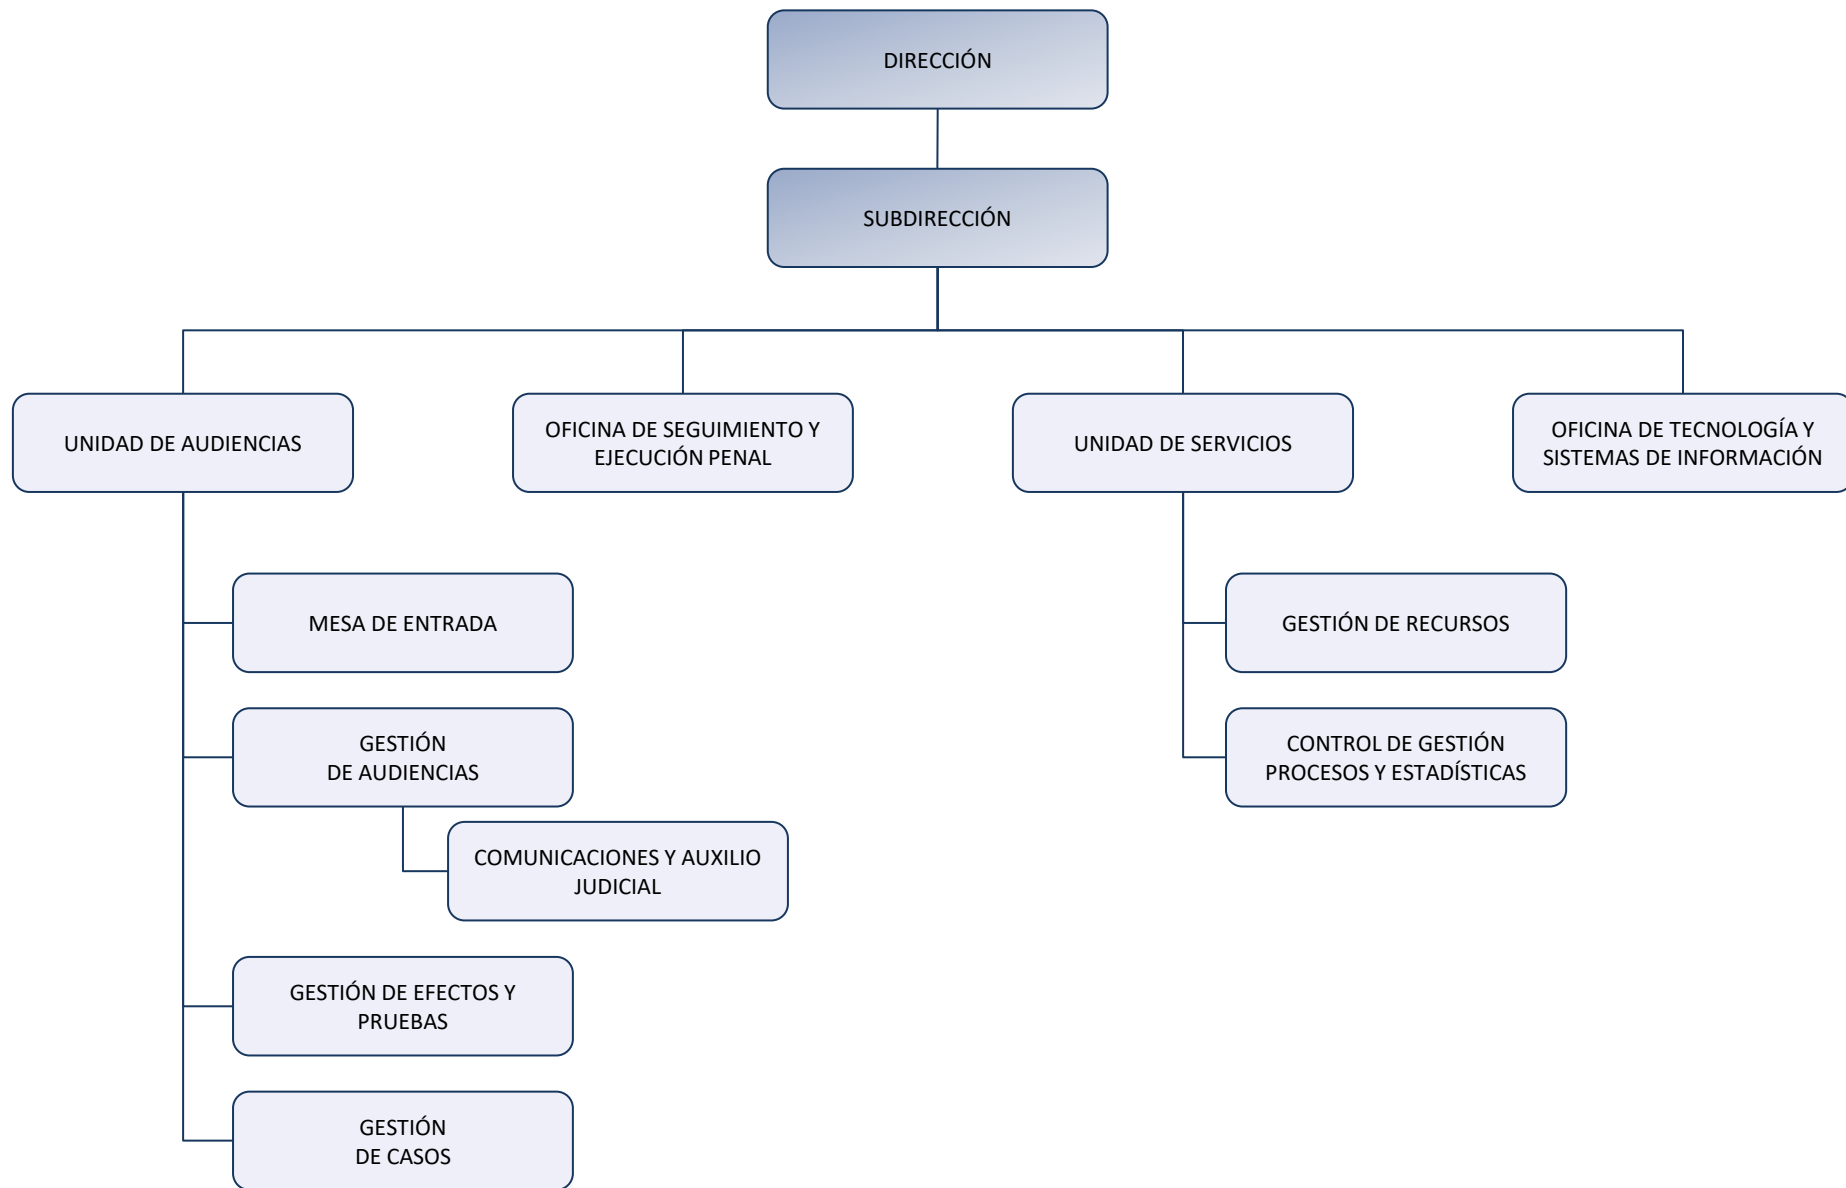 DIRECCIÓN
SUBDIRECCIÓN
UNIDAD DE AUDIENCIAS
OFICINA DE SEGUIMIENTO Y
EJECUCIÓN PENAL
UNIDAD DE SERVICIOS
OFICINA DE TECNOLOGÍA Y
SISTEMAS DE INFORMACIÓN
MESA DE ENTRADA
GESTIÓN
DE AUDIENCIAS
COMUNICACIONES Y AUXILIO
JUDICIAL
GESTIÓN DE EFECTOS Y
PRUEBAS
GESTIÓN
DE CASOS
GESTIÓN DE RECURSOS
CONTROL DE GESTIÓN
PROCESOS Y ESTADÍSTICAS